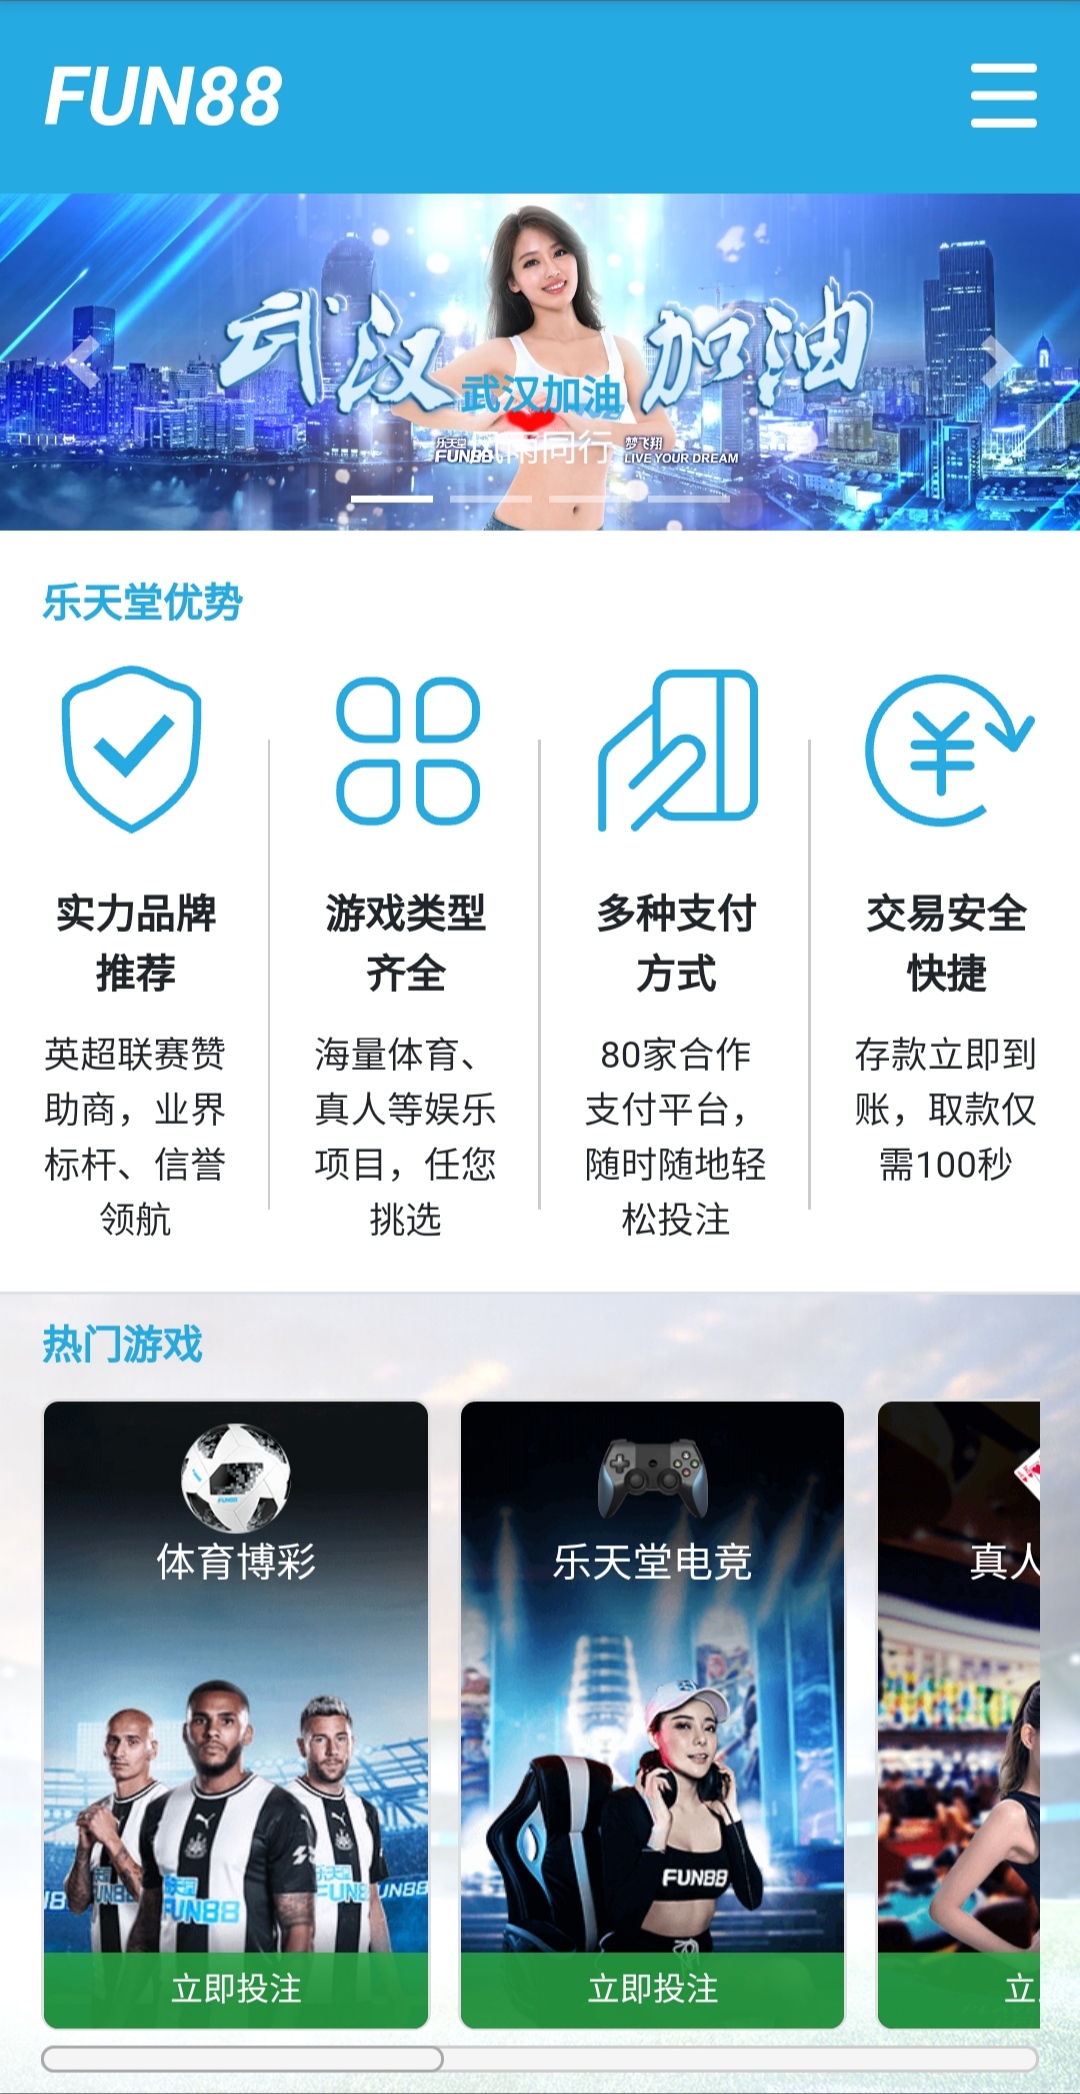 FUN88
武汉 加油
武汉加油
乐天堂
FUN88
风雨同行
梦飞翔
LIVE YOUR DREAM
乐天堂优势
实力品牌
推荐
英超联赛赞
助商，业界
标杆、信誉
领航
游戏类型
齐全
海量体育、
真人等娱乐
项目，任您
挑选
多种支付
方式
80家合作
支付平台，
随时随地轻
松投注
交易安全
快捷
存款立即到
账，取款仅
需100秒
热门游戏
FUN88
体育博彩
FUN88
立即投注
乐天堂电竞
FUN88
立即投注
真人
立